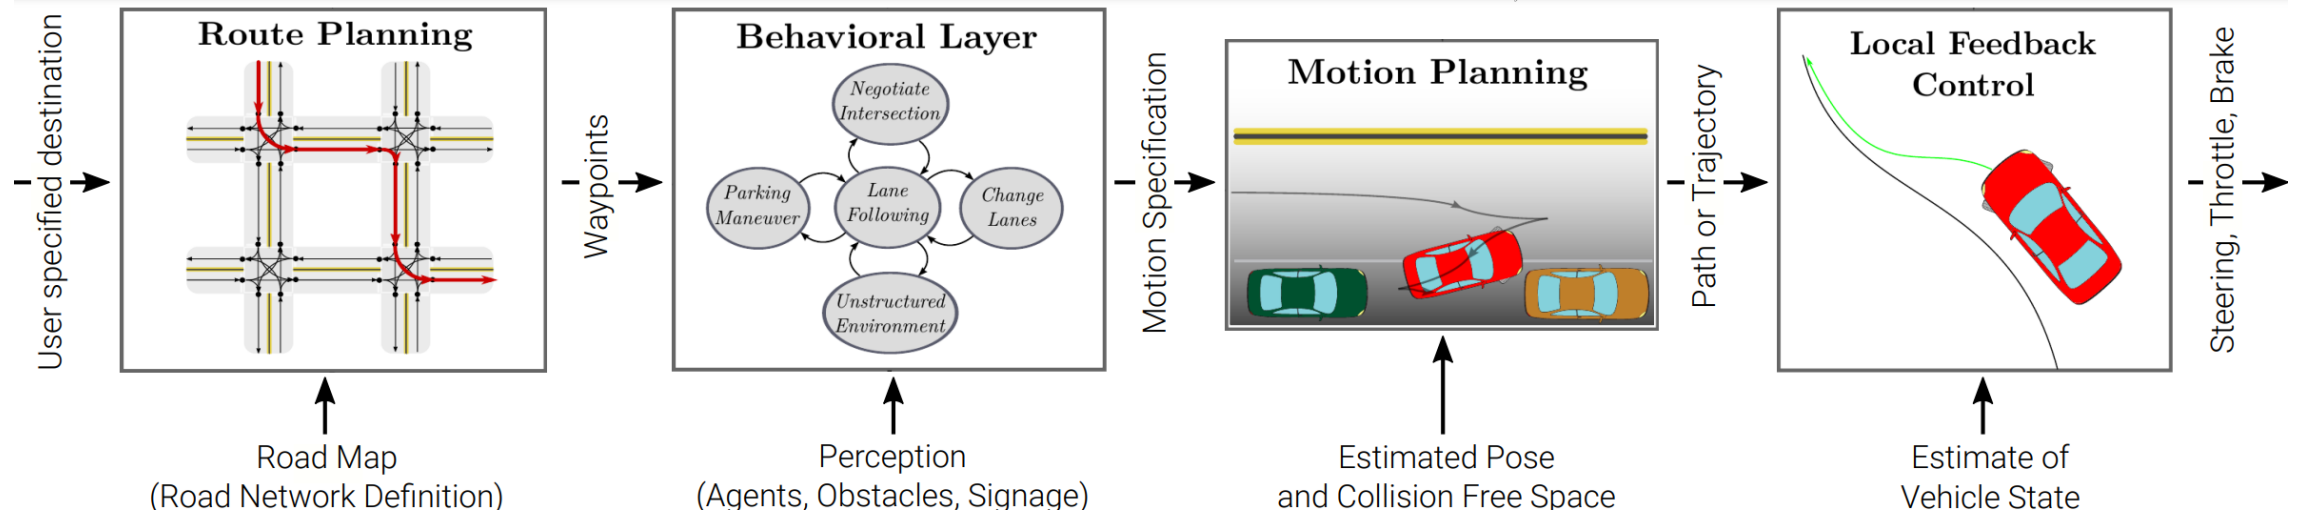 User specified destination
Route Planning
Road Map
(Road Network Definition)
Waypoints
Behavioral Layer
Negotiate
Intersection
Parking
Maneuver
Lane
Following
Change
Lanes
Unstructured
Environment
Perception
(Agents, Obstacles, Signage)
Motion Specification
Motion Planning
Estimated Pose
and Collision Free Space
Path or Trajectory
Local Feedback
Control
Estimate of
Vehicle State
Steering, Throttle, Brake